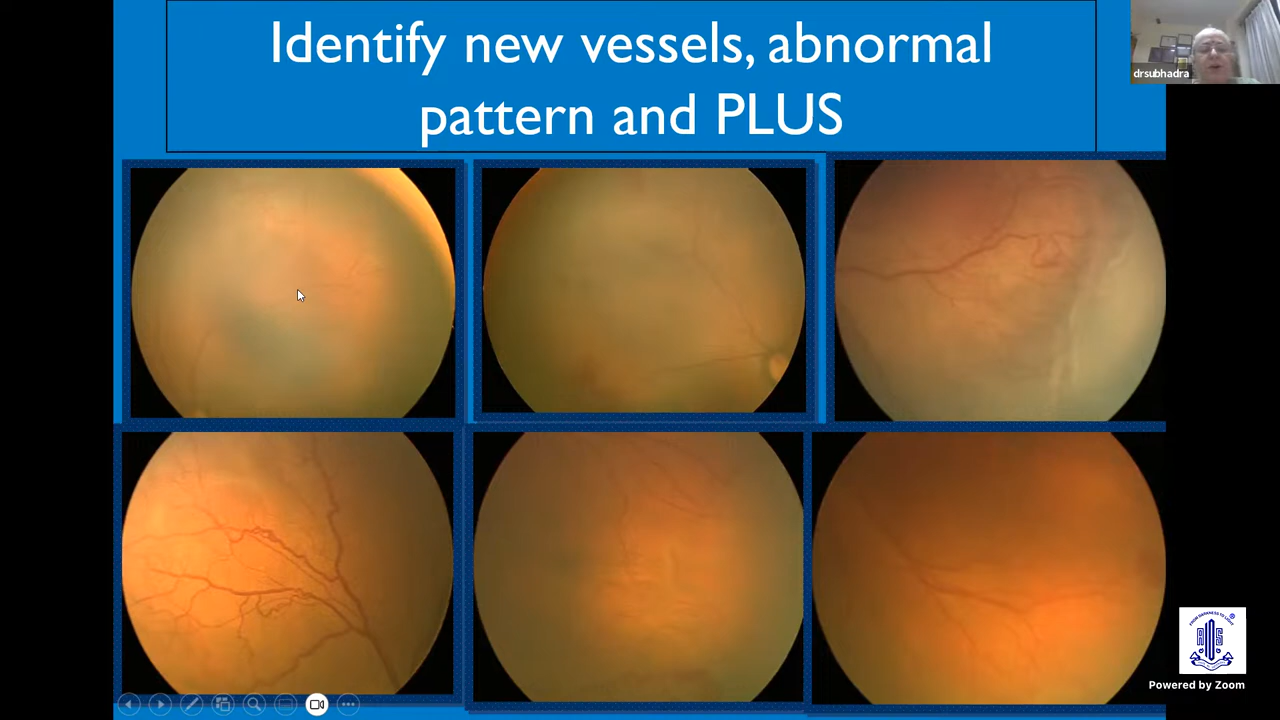 Identify new vessels, abnormal
pattern and PLUS
drsubhadra
Powered by Zoom